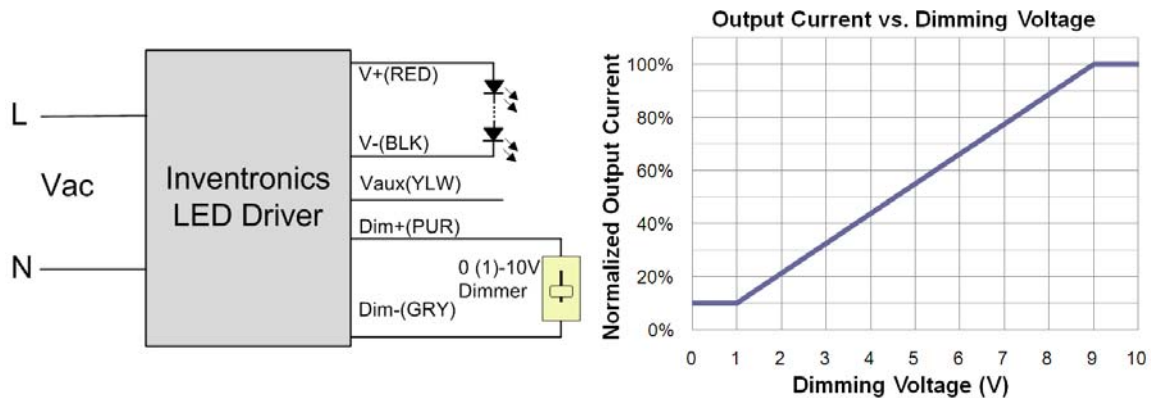 L
Vac
N
Inventronics
LED Driver
V+(RED)
V-(BLK)
Vaux(YLW)
Dim+(PUR)
0 (1)-10V
Dimmer
Dim-(GRY)
Output Current vs. Dimming Voltage
Normalized Output Current
100%
80%
60%
40%
20%
0%
0 1 2 3 4 5 6 7 8 9 10
Dimming Voltage (V)